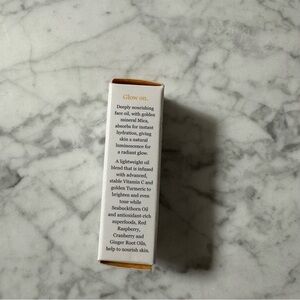 Glow on.
Deeply nourishing
face oil, with golden
mineral Mica,
absorbs for instant
hydration, giving
skin a natural
luminescence for
a radiant glow.
A lightweight oil
blend that is infused
with advanced,
stable Vitamin C and
golden Turmeric to
brighten and even
tone while
Seabuckthorn Oil
and antioxidant-rich
superfoods, Red
Raspberry,
Cranberry and
Ginger Root Oils,
help to nourish skin.